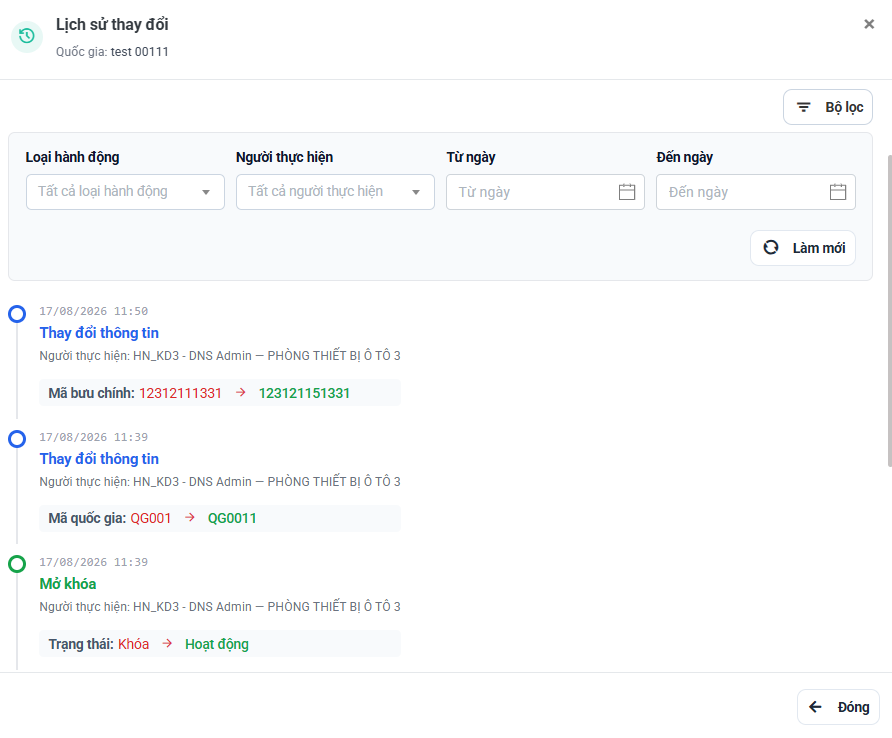 Lịch sử thay đổi
Quốc gia: test 00111
Bộ lọc
Loại hành động
Người thực hiện
Từ ngày
Đến ngày
Tất cả loại hành động
Tất cả người thực hiện
Từ ngày
Đến ngày
Làm mới
17/08/2026 11:50
Thay đổi thông tin
Người thực hiện: HN_KD3 - DNS Admin — PHÒNG THIẾT BỊ Ô TÔ 3
Mã bưu chính: 12312111331 → 123121151331
17/08/2026 11:39
Thay đổi thông tin
Người thực hiện: HN_KD3 - DNS Admin — PHÒNG THIẾT BỊ Ô TÔ 3
Mã quốc gia: QG001 → QG0011
17/08/2026 11:39
Mở khóa
Người thực hiện: HN_KD3 - DNS Admin — PHÒNG THIẾT BỊ Ô TÔ 3
Trạng thái: Khóa → Hoạt động
Đóng